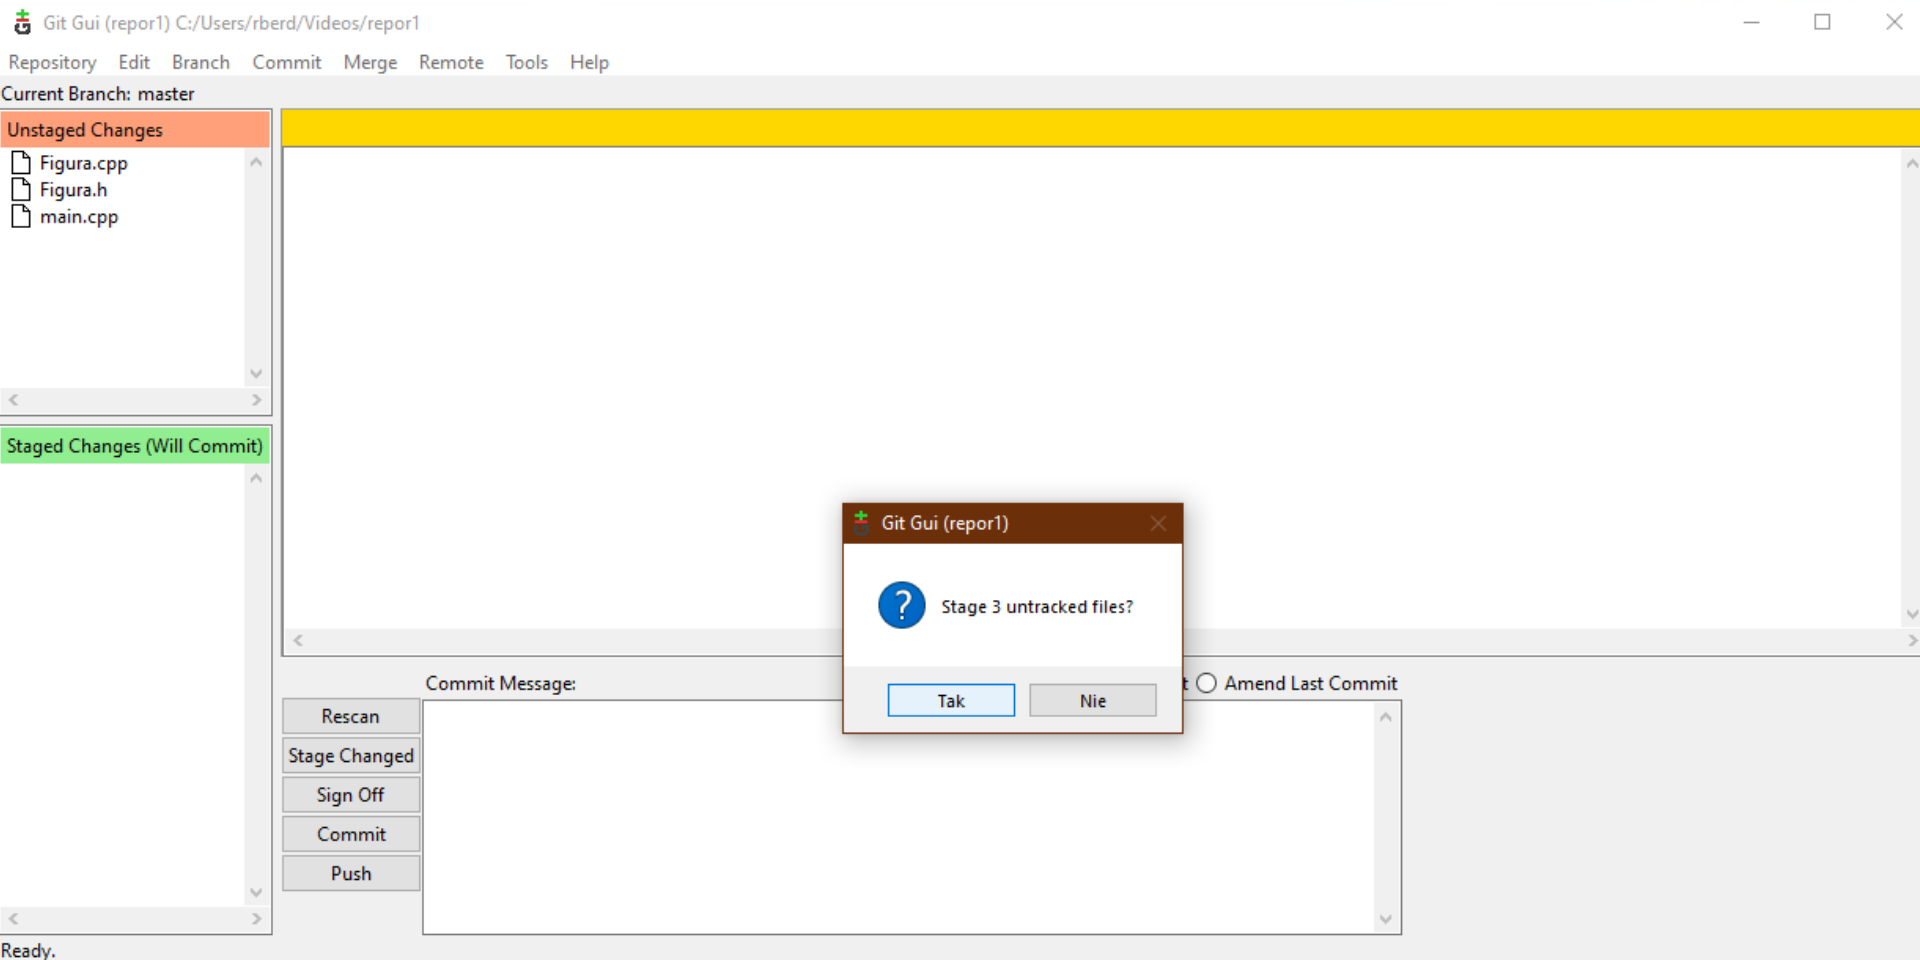 Git Gui (repor1) C:/Users/rberd/Videos/repor1
Repository Edit Branch Commit Merge Remote Tools Help
Current Branch: master
Unstaged Changes
Figura.cpp
Figura.h
main.cpp
Staged Changes (Will Commit)
Git Gui (repor1)
Stage 3 untracked files?
Tak Nie
Commit Message:
t Amend Last Commit
Rescan
Stage Changed
Sign Off
Commit
Push
Ready.